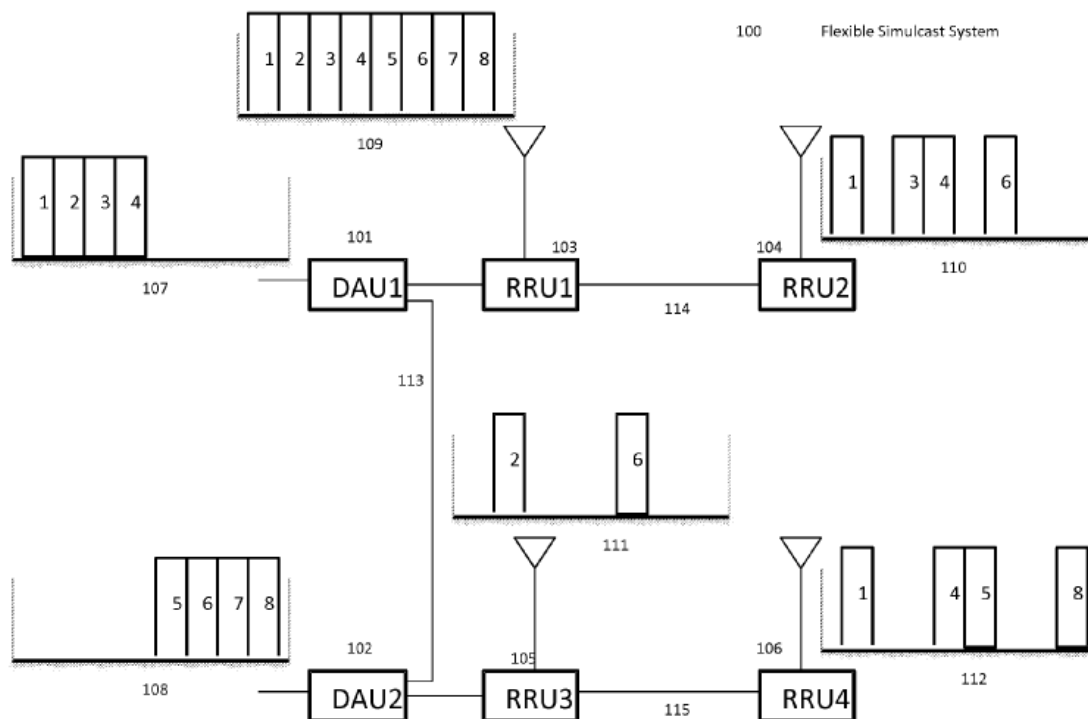 100 Flexible Simulcast System
1 2 3 4 5 6 7 8
109
1 2 3 4
107
1 3 4 6
110
101
103
104
DAU1
RRU1
RRU2
114
113
2 6
111
5 6 7 8
108
1 4 5 8
112
102
105
106
DAU2
RRU3
RRU4
115